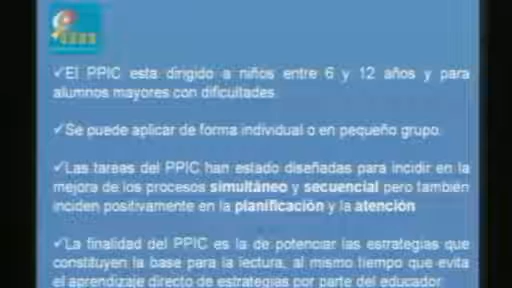 ✓El PPIC esta dirigido a niños entre 6 y 12 años y para
alumnos mayores con dificultades.
✓Se puede aplicar de forma individual o en pequeño grupo.
✓Las tareas del PPIC han estado diseñadas para incidir en la
mejora de los procesos simultáneo y secuencial pero también
inciden positivamente en la planificación y la atención
✓La finalidad del PPIC es la de potenciar las estrategias que
constituyen la base para la lectura, al mismo tiempo que evita
el aprendizaje directo de estrategias por parte del educador